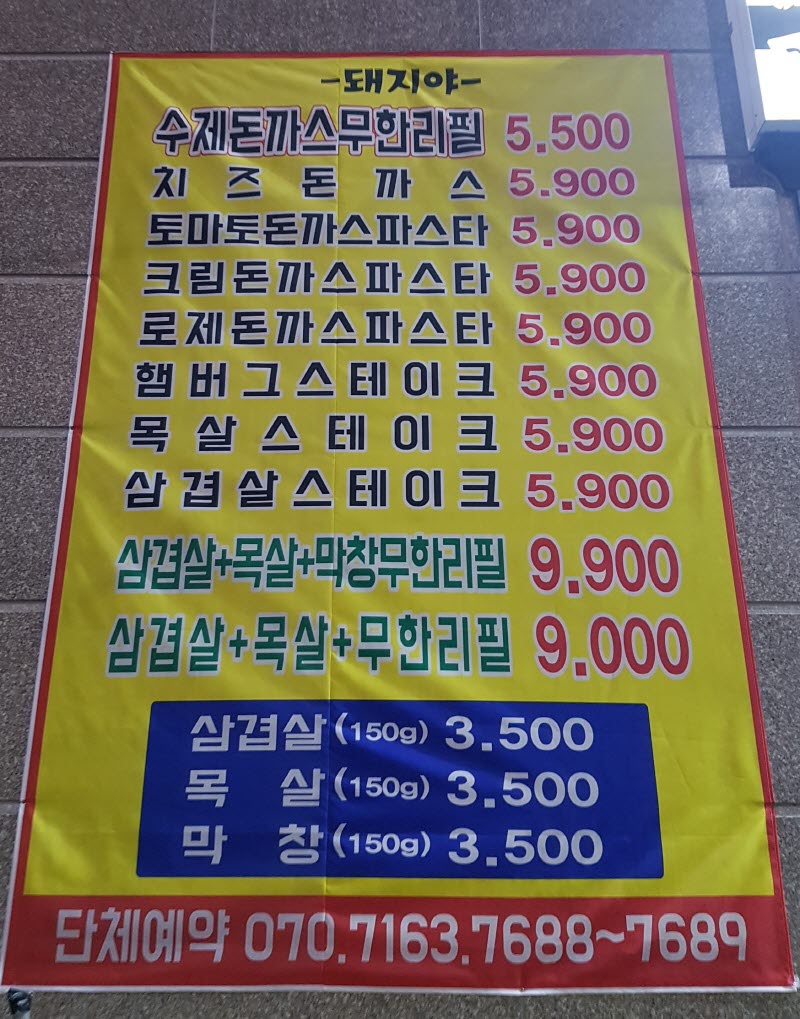 -돼지야-
수제돈까스무한리필 5.500
치즈돈까스 5.900
토마토돈까스파스타 5.900
크림돈까스파스타 5.900
로제돈까스파스타 5.900
햄버그스테이크 5.900
목살스테이크 5.900
삼겹살스테이크 5.900
삼겹살+목살+막창무한리필 9.900
삼겹살+목살+무한리필 9.000
삼겹살(150g) 3.500
목살(150g) 3.500
막창(150g) 3.500
단체예약 070.7163.7688~7689